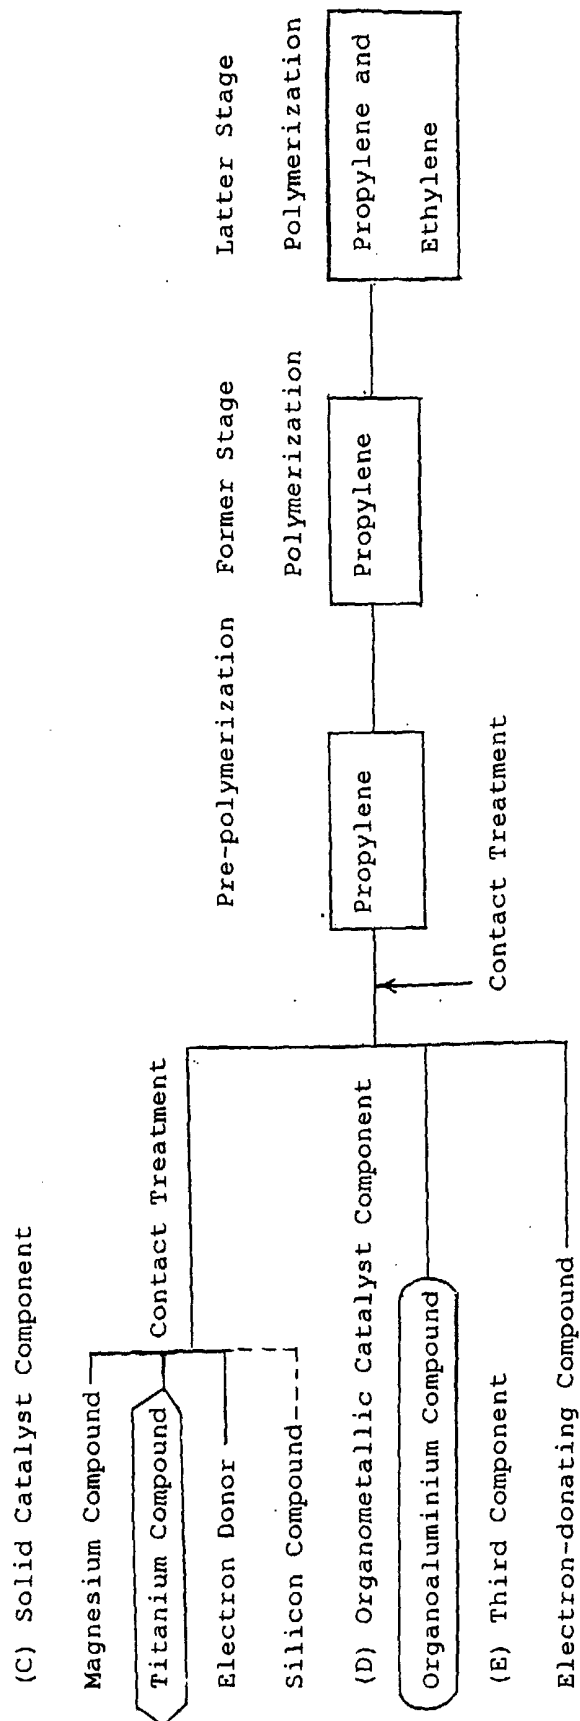 (C) Solid Catalyst Component
Magnesium Compound
Titanium Compound
Contact Treatment
Electron Donor
Silicon Compound
(D) Organometallic Catalyst Component
Organoaluminium Compound
(E) Third Component
Electron-donating Compound
Contact Treatment
Pre-polymerization
Propylene
Former Stage
Polymerization
Propylene
Latter Stage
Polymerization
Propylene and
Ethylene